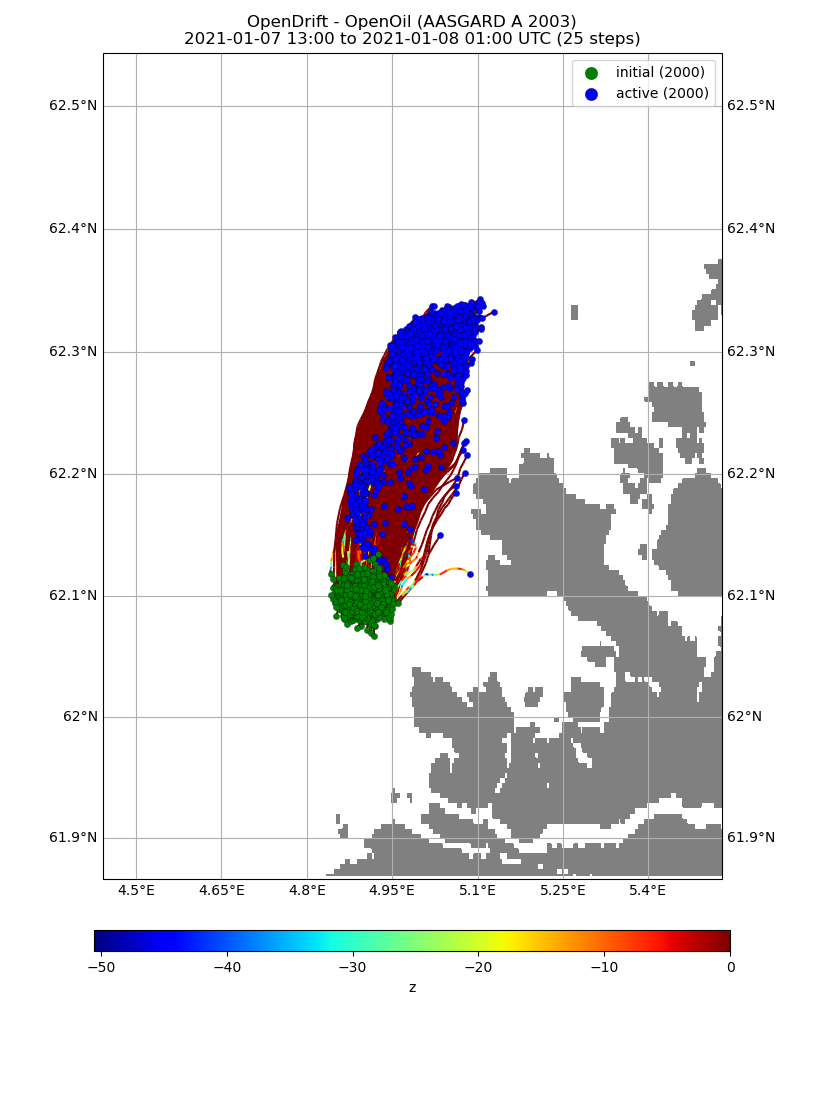 OpenDrift - OpenOil (AASGARD A 2003)
2021-01-07 13:00 to 2021-01-08 01:00 UTC (25 steps)
initial (2000)
active (2000)
62.5°N 62.5°N
62.4°N 62.4°N
62.3°N 62.3°N
62.2°N 62.2°N
62.1°N 62.1°N
62°N 62°N
61.9°N 61.9°N
4.5°E 4.65°E 4.8°E 4.95°E 5.1°E 5.25°E 5.4°E
−50 −40 −30 −20 −10 0
z